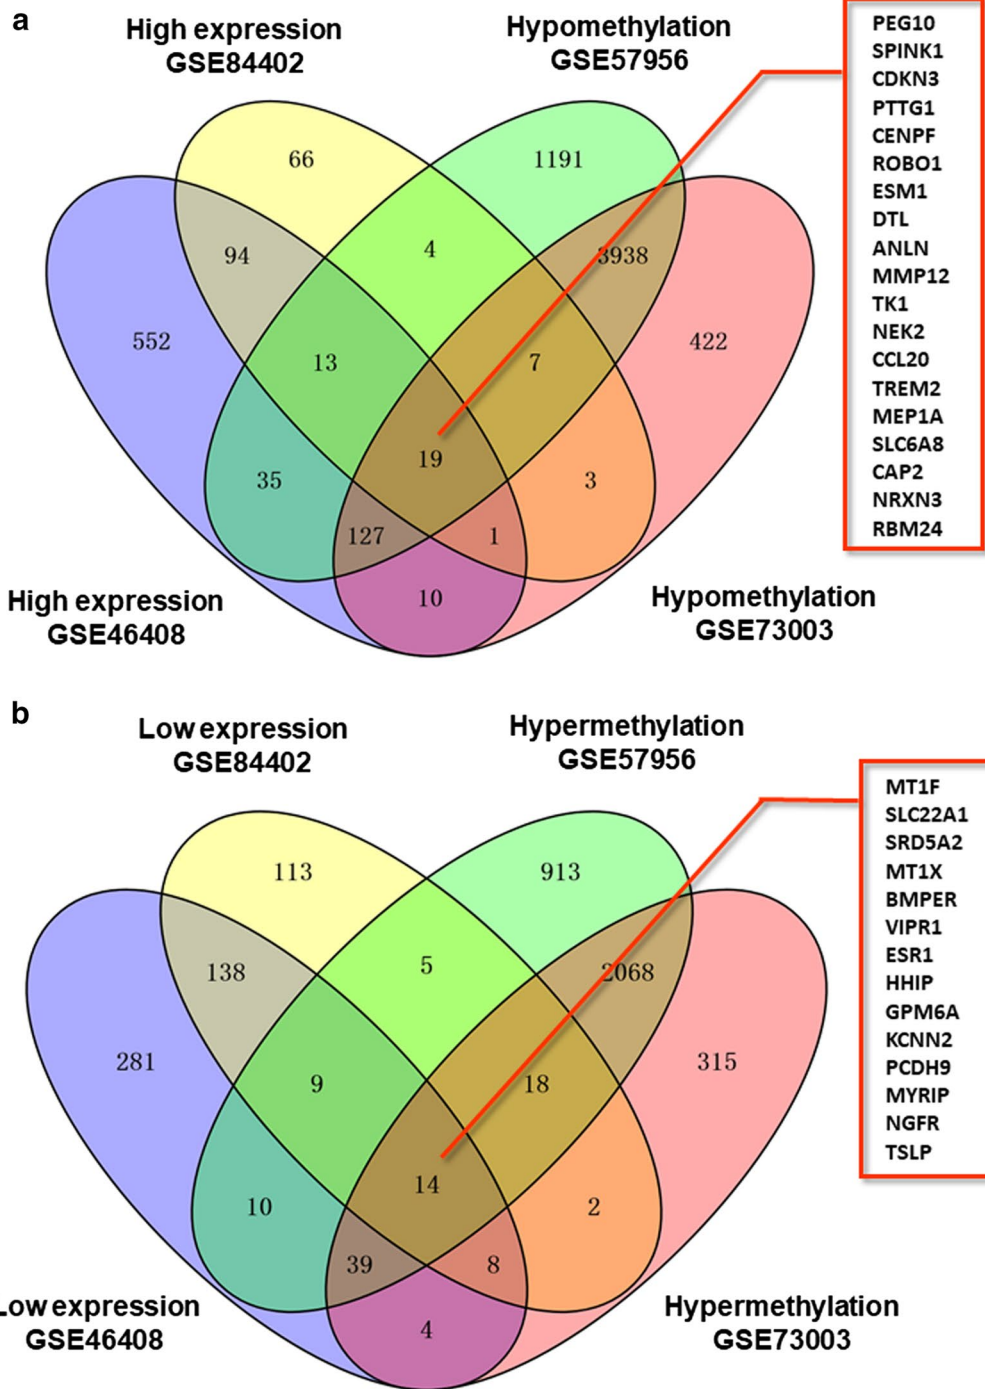 a
High expression
GSE84402
Hypomethylation
GSE57956
PEG10
SPINK1
CDKN3
PTTG1
CENPF
ROBO1
ESM1
DTL
ANLN
MMP12
TK1
NEK2
CCL20
TREM2
MEP1A
SLC6A8
CAP2
NRXN3
RBM24
66
1191
94
4
3938
552
13
7
422
19
35
3
127
1
10
High expression
GSE46408
Hypomethylation
GSE73003
b
Low expression
GSE84402
Hypermethylation
GSE57956
MT1F
SLC22A1
SRD5A2
MT1X
BMPER
VIPR1
ESR1
HHIP
GPM6A
KCNN2
PCDH9
MYRIP
NGFR
TSLP
113
913
138
5
2068
281
9
18
315
14
10
2
39
8
4
Low expression
GSE46408
Hypermethylation
GSE73003